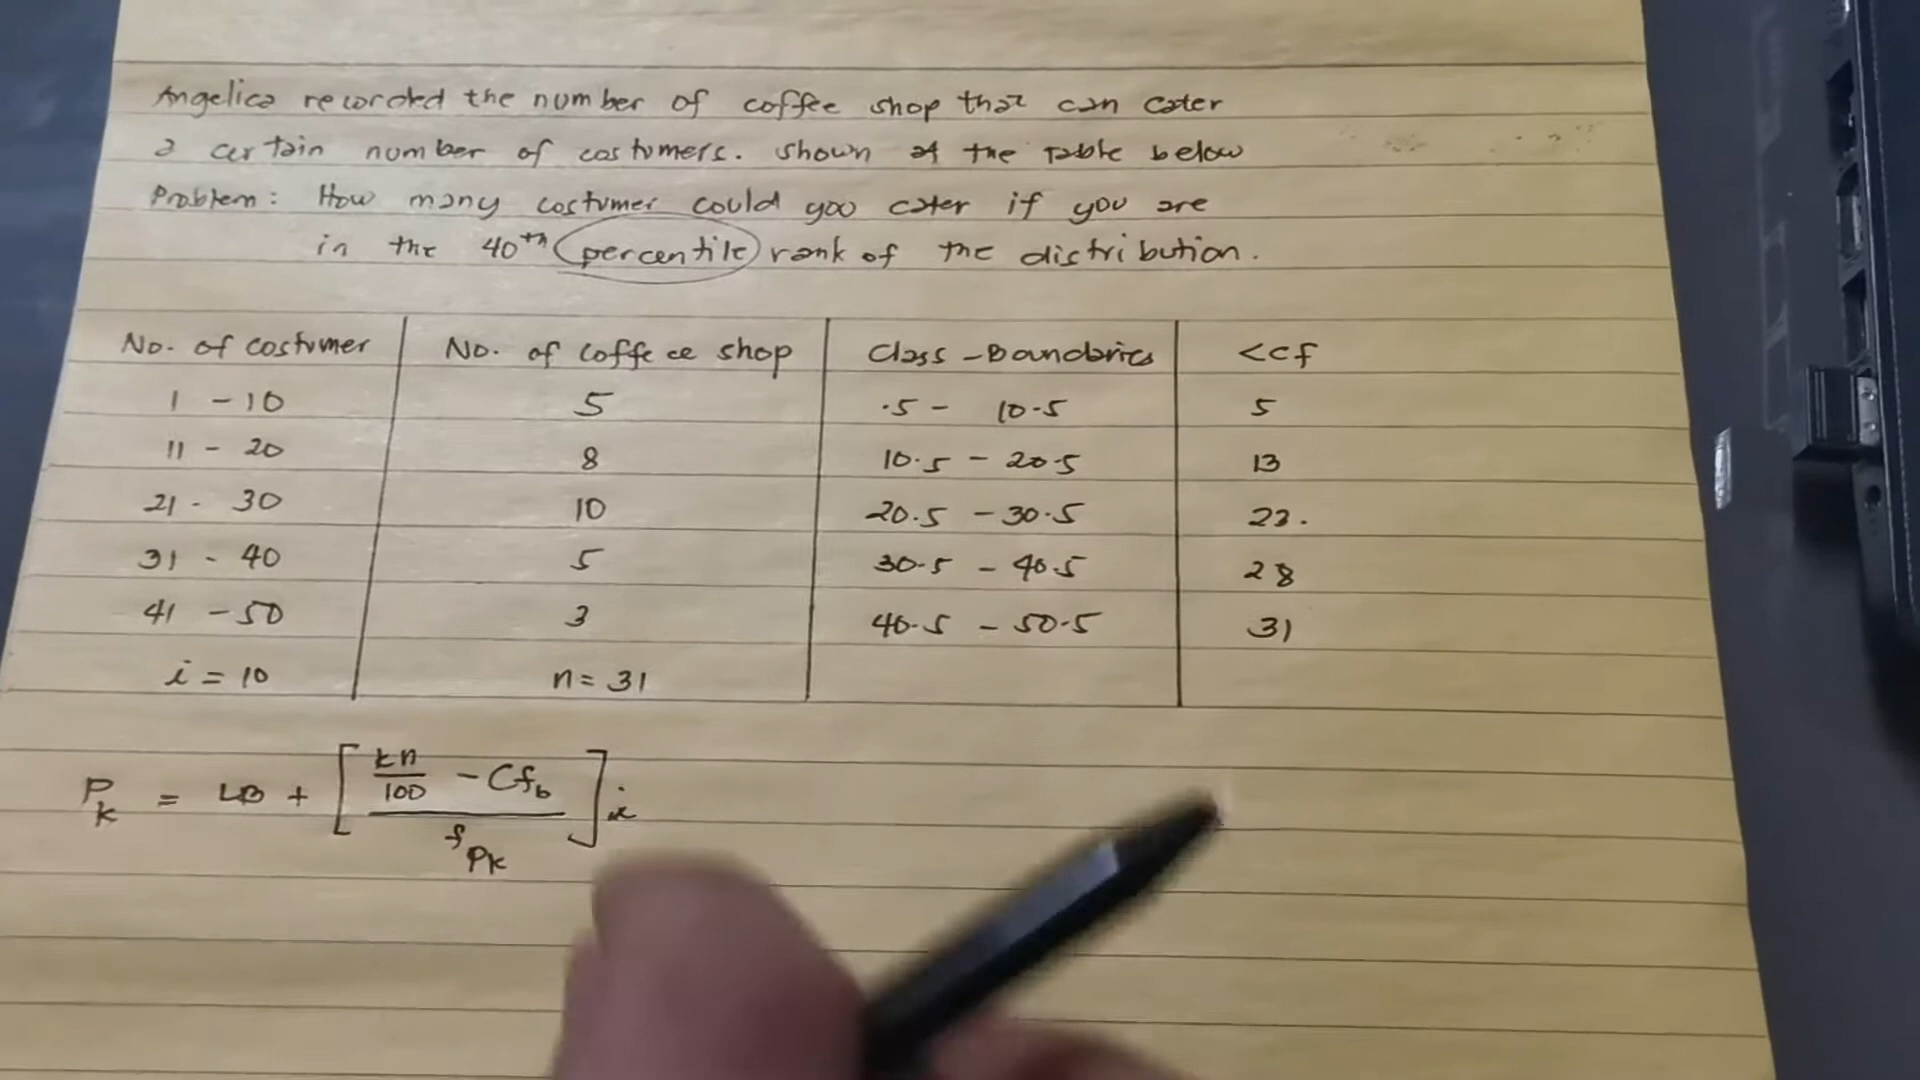 Angelica recorded the number of coffee shop that can cater
a certain number of costumers. shown at the table below
Problem: How many costumer could you cater if you are
in the 40th percentile rank of the distribution.
No. of costumer No. of coffe ee shop Class - Boundaries <cf
1 - 10 5 .5 - 10.5 5
11 - 20 8 10.5 - 20.5 13
21 - 30 10 20.5 - 30.5 23.
31 - 40 5 30.5 - 40.5 28
41 - 50 3 40.5 - 50.5 31
i = 10 n = 31
Pk = LB + [ (kn/100 - Cfb) / fPk ] i